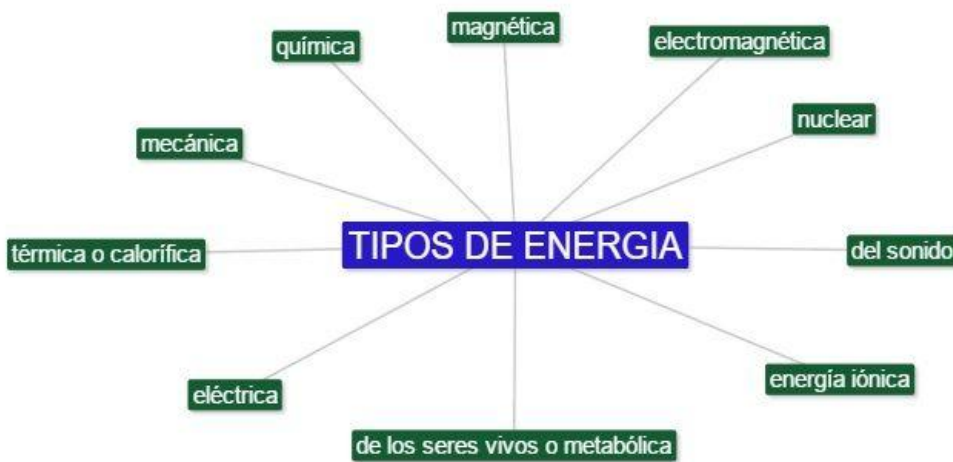 magnética
electromagnética
química
nuclear
mecánica
TIPOS DE ENERGIA
térmica o calorífica
del sonido
energía iónica
eléctrica
de los seres vivos o metabólica